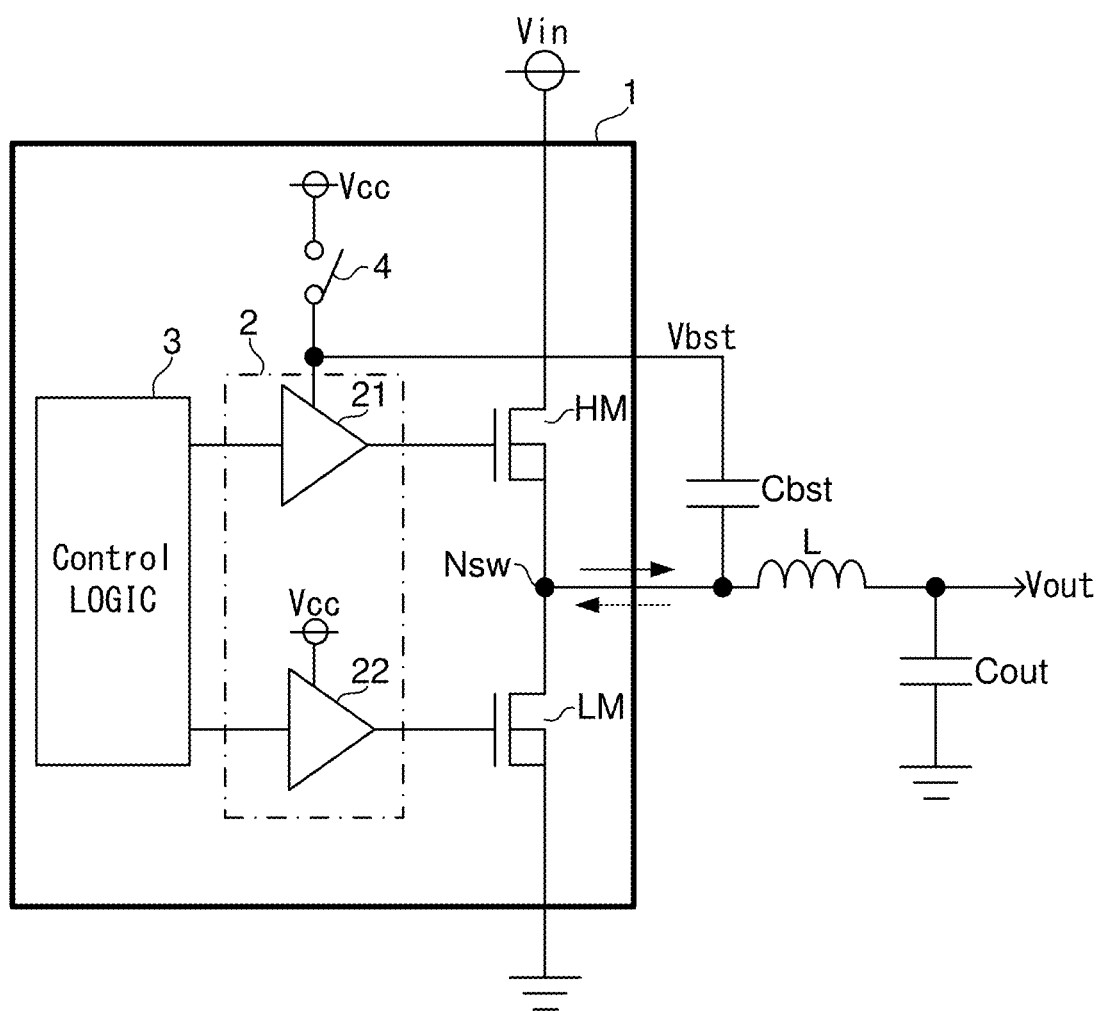 Vin
1
Vcc
4
2
Vbst
3
21
HM
Cbst
Control
LOGIC
Nsw
L
Vout
Vcc
22
LM
Cout